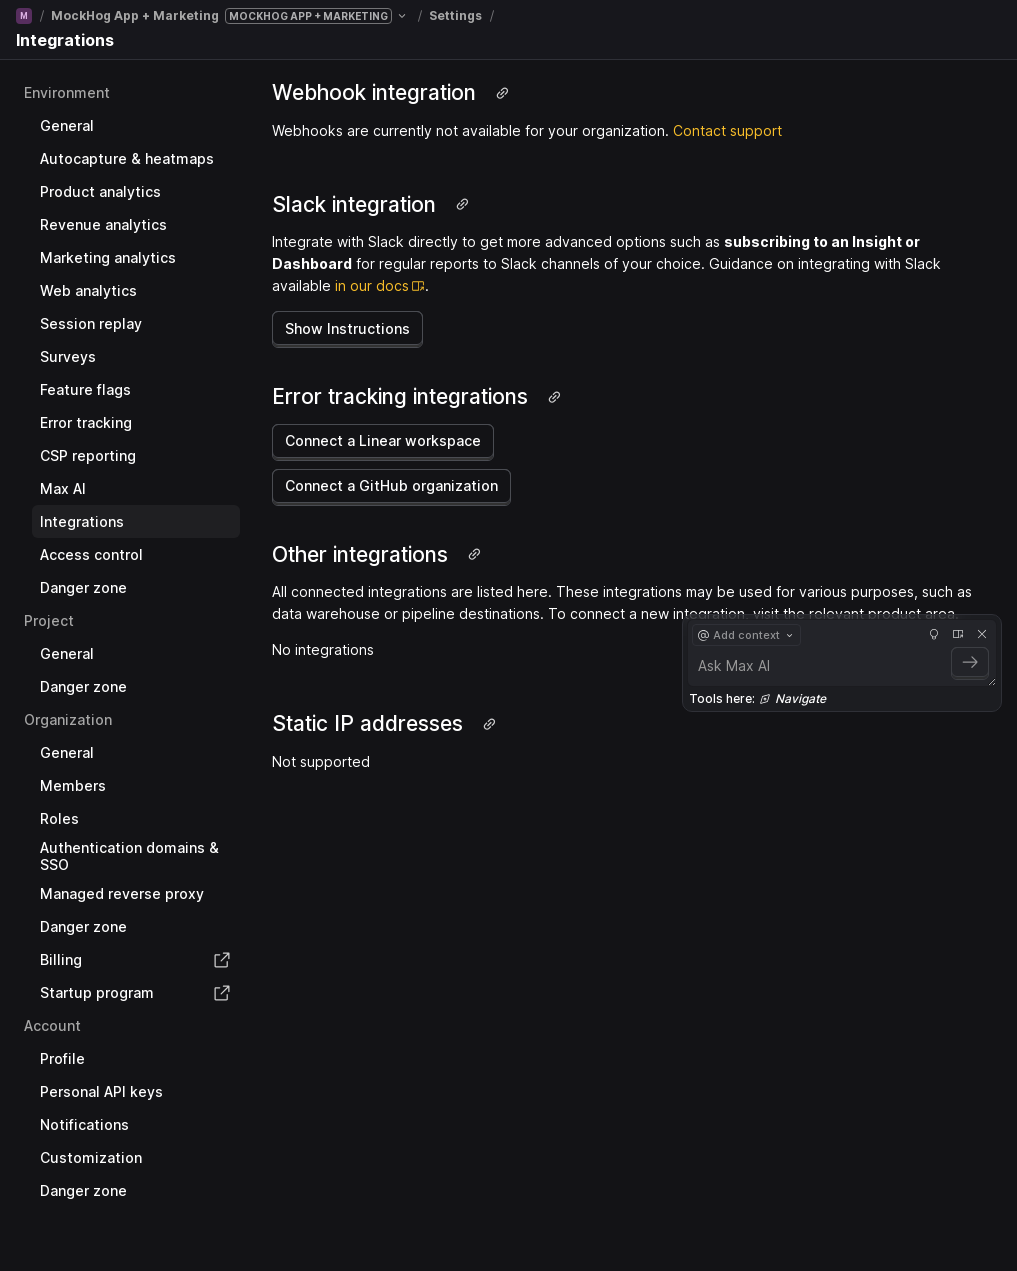 M / MockHog App + Marketing MOCKHOG APP + MARKETING / Settings /
Integrations
Environment
General
Autocapture & heatmaps
Product analytics
Revenue analytics
Marketing analytics
Web analytics
Session replay
Surveys
Feature flags
Error tracking
CSP reporting
Max AI
Integrations
Access control
Danger zone
Project
General
Danger zone
Organization
General
Members
Roles
Authentication domains &
SSO
Managed reverse proxy
Danger zone
Billing
Startup program
Account
Profile
Personal API keys
Notifications
Customization
Danger zone
Webhook integration
Webhooks are currently not available for your organization. Contact support
Slack integration
Integrate with Slack directly to get more advanced options such as subscribing to an Insight or
Dashboard for regular reports to Slack channels of your choice. Guidance on integrating with Slack
available in our docs.
Show Instructions
Error tracking integrations
Connect a Linear workspace
Connect a GitHub organization
Other integrations
All connected integrations are listed here. These integrations may be used for various purposes, such as
data warehouse or pipeline destinations. To connect a new integration, visit the relevant product area.
No integrations
Static IP addresses
Not supported
@ Add context
Ask Max AI
Tools here: Navigate